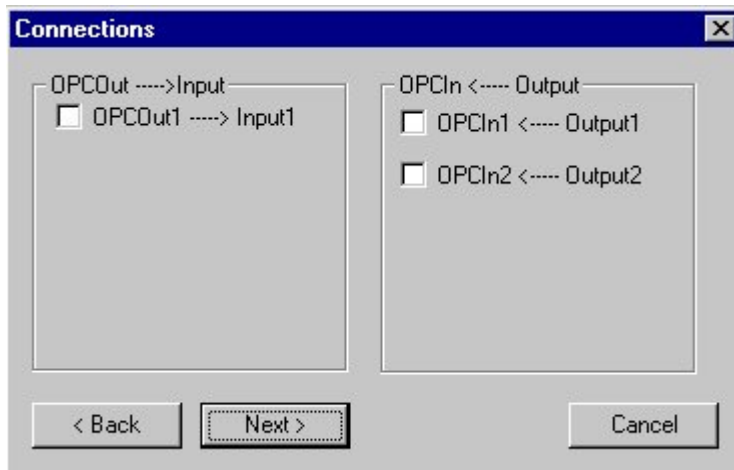 Connections
OPCOut ----->Input
OPCOut1 -----> Input1
OPCIn <----- Output
OPCIn1 <----- Output1
OPCIn2 <----- Output2
< Back
Next >
Cancel